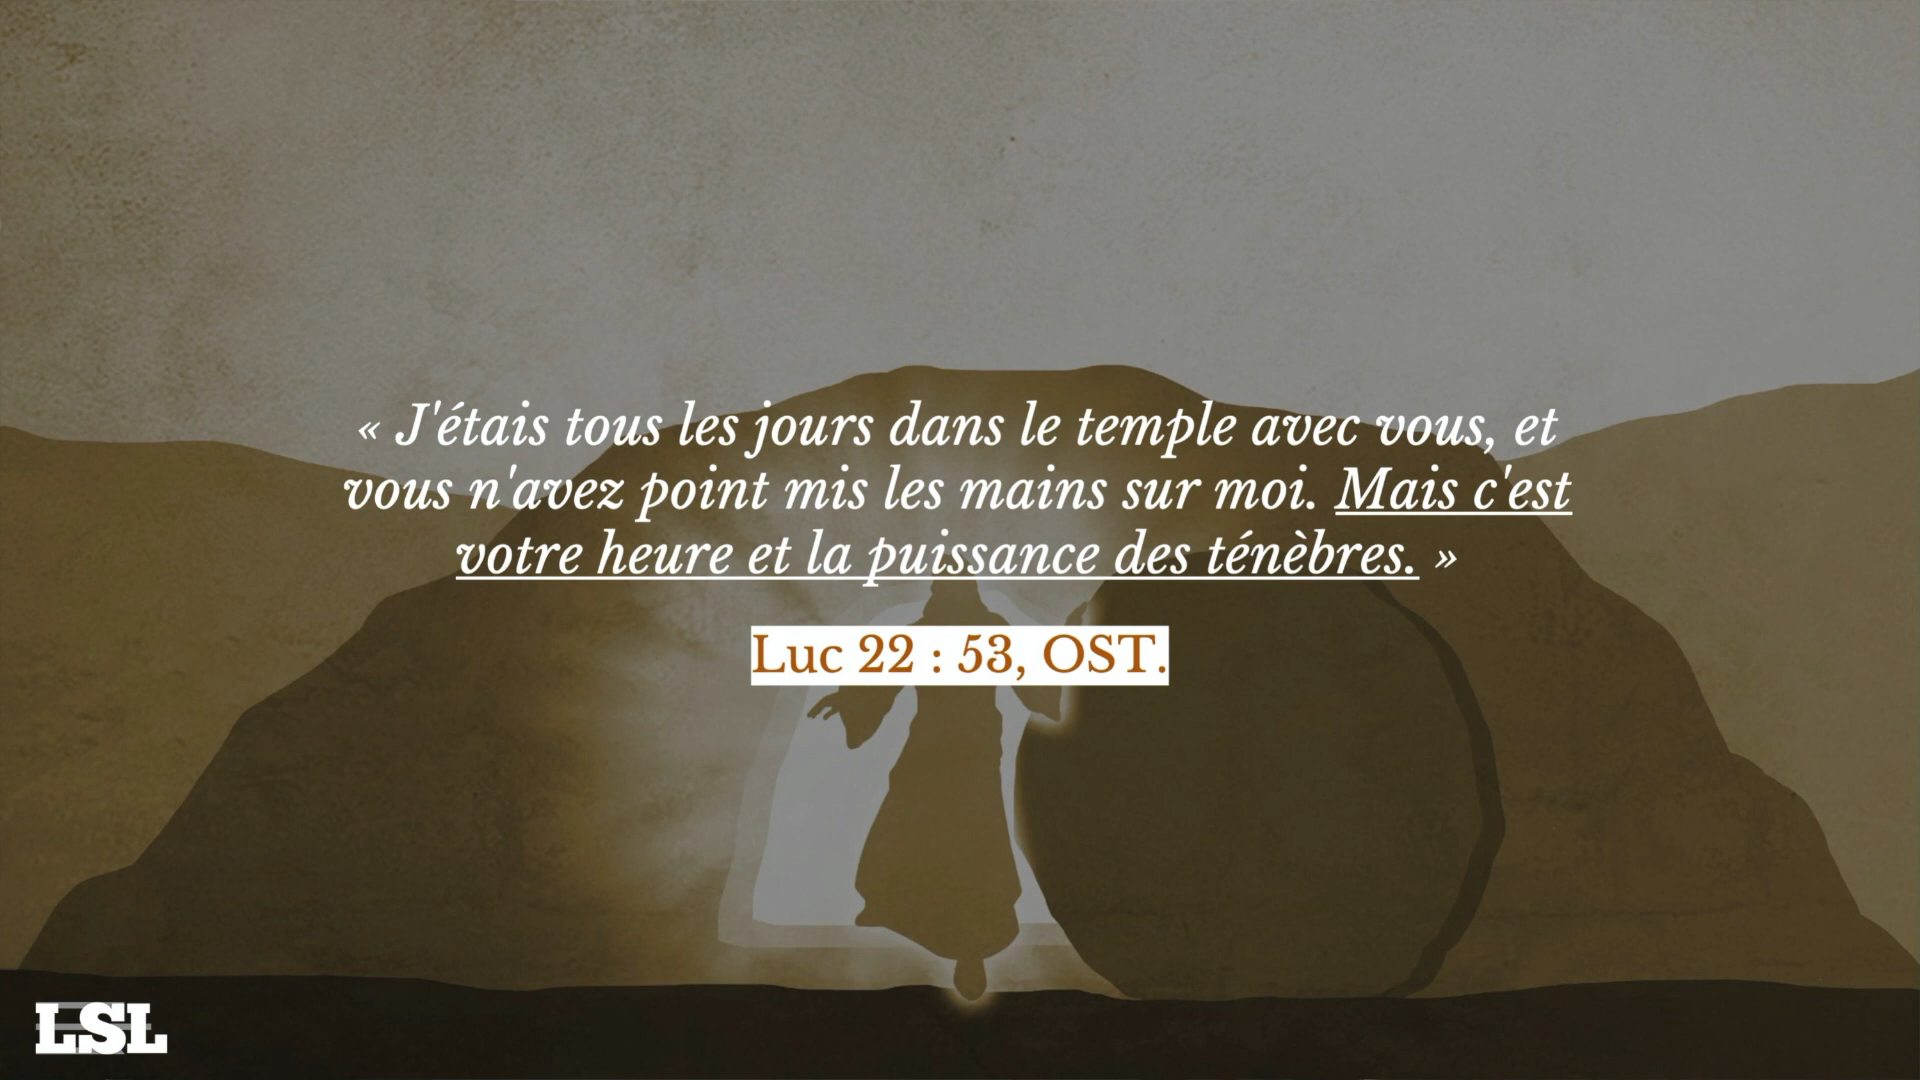 « J'étais tous les jours dans le temple avec vous, et
vous n'avez point mis les mains sur moi. Mais c'est
votre heure et la puissance des ténèbres. »
Luc 22 : 53, OST.
LSL